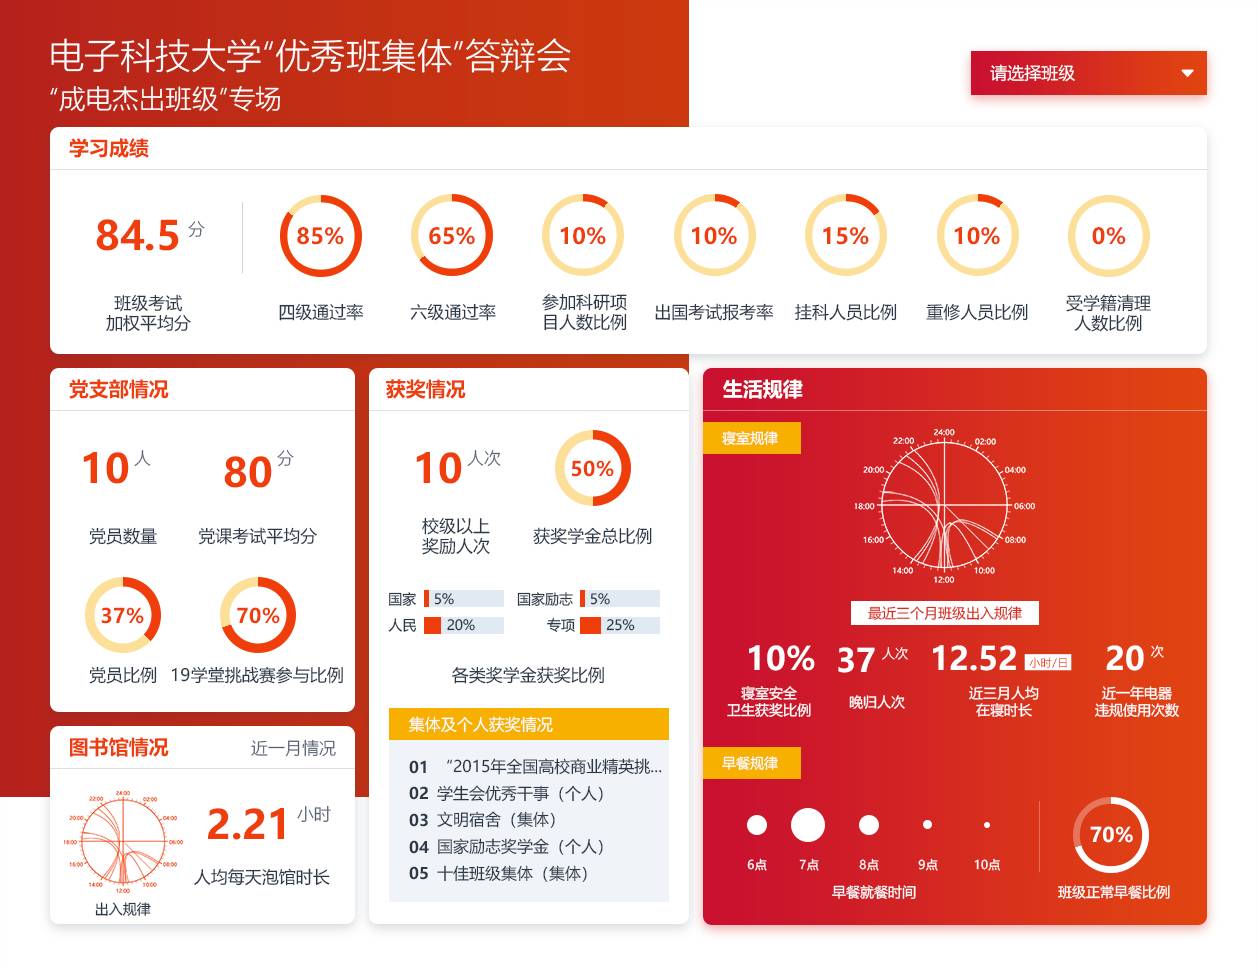 电子科技大学“优秀班集体”答辩会
“成电杰出班级”专场
请选择班级
学习成绩
84.5 分
班级考试
加权平均分
85%
四级通过率
65%
六级通过率
10%
参加科研项
目人数比例
10%
出国考试报考率
15%
挂科人员比例
10%
重修人员比例
0%
受学籍清理
人数比例
党支部情况
10 人
党员数量
80 分
党课考试平均分
37%
党员比例
70%
19学堂挑战赛参与比例
图书馆情况
近一月情况
24:00
02:00
04:00
06:00
08:00
10:00
12:00
14:00
16:00
18:00
20:00
22:00
出入规律
2.21 小时
人均每天泡馆时长
获奖情况
10 人次
校级以上
奖励人次
50%
获奖学金总比例
国家 5%
国家励志 5%
人民 20%
专项 25%
各类奖学金获奖比例
集体及个人获奖情况
01 “2015年全国高校商业精英挑...
02 学生会优秀干事（个人）
03 文明宿舍（集体）
04 国家励志奖学金（个人）
05 十佳班级集体（集体）
生活规律
寝室规律
24:00
02:00
04:00
06:00
08:00
10:00
12:00
14:00
16:00
18:00
20:00
22:00
最近三个月班级出入规律
10%
寝室安全
卫生获奖比例
37 人次
晚归人次
12.52 小时/日
近三月人均
在寝时长
20 次
近一年电器
违规使用次数
早餐规律
6点
7点
8点
9点
10点
早餐就餐时间
70%
班级正常早餐比例